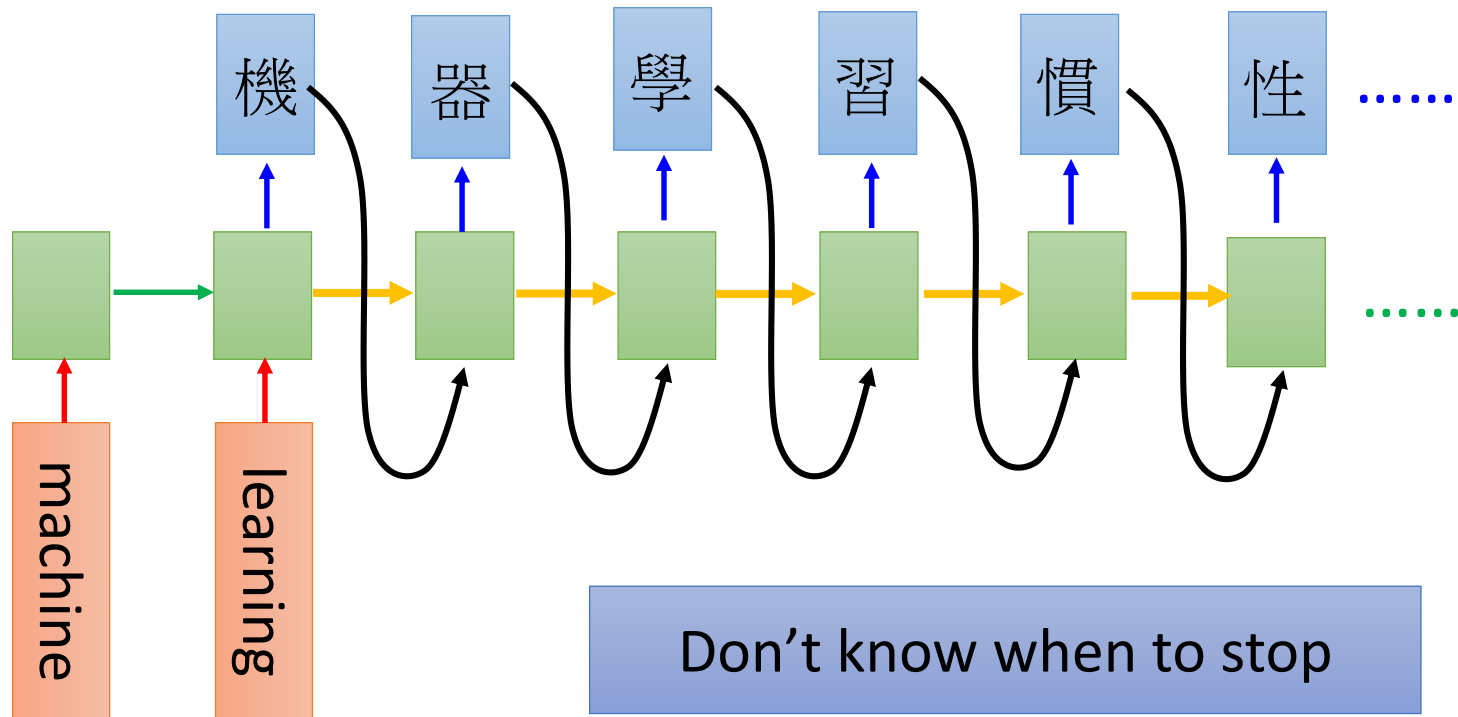 機 器 學 習 慣 性 ......
......
machine
learning
Don’t know when to stop